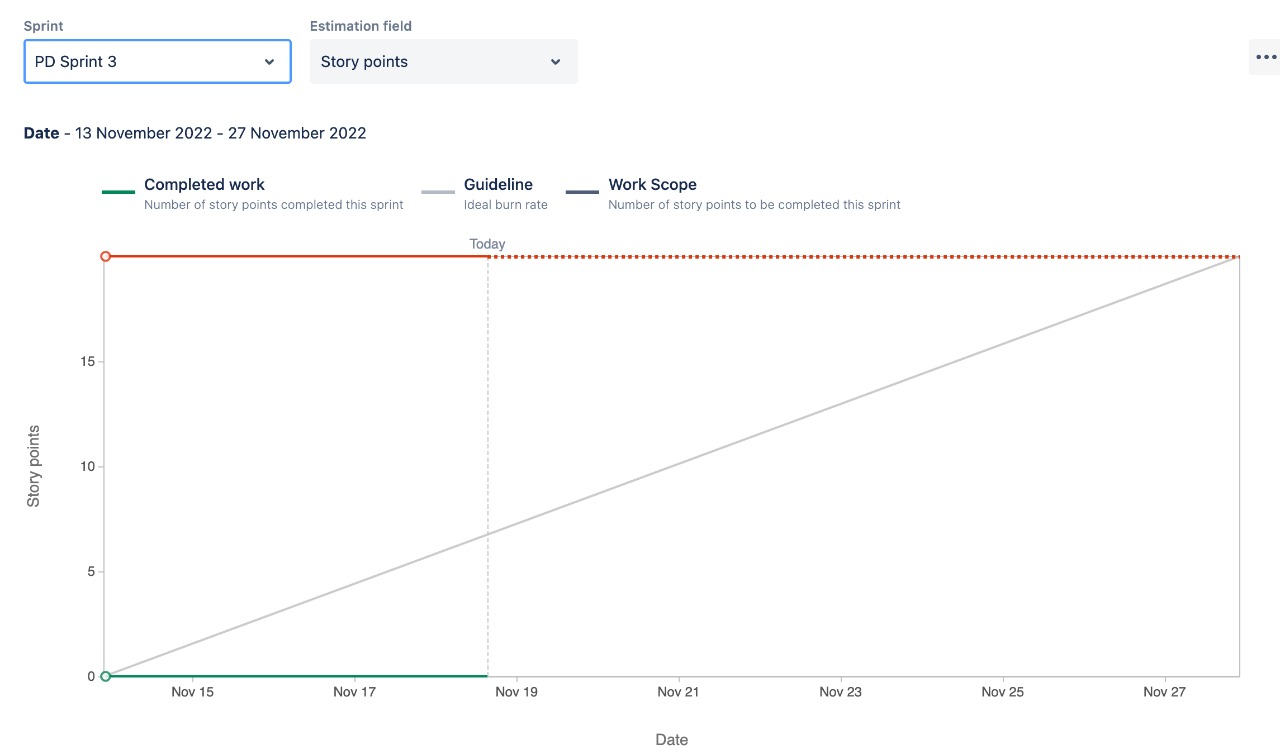 Sprint Estimation field
PD Sprint 3 Story points
Date - 13 November 2022 - 27 November 2022
Completed work Guideline Work Scope
Number of story points completed this sprint Ideal burn rate Number of story points to be completed this sprint
Today
15
10
5
0
Story points
Nov 15 Nov 17 Nov 19 Nov 21 Nov 23 Nov 25 Nov 27
Date